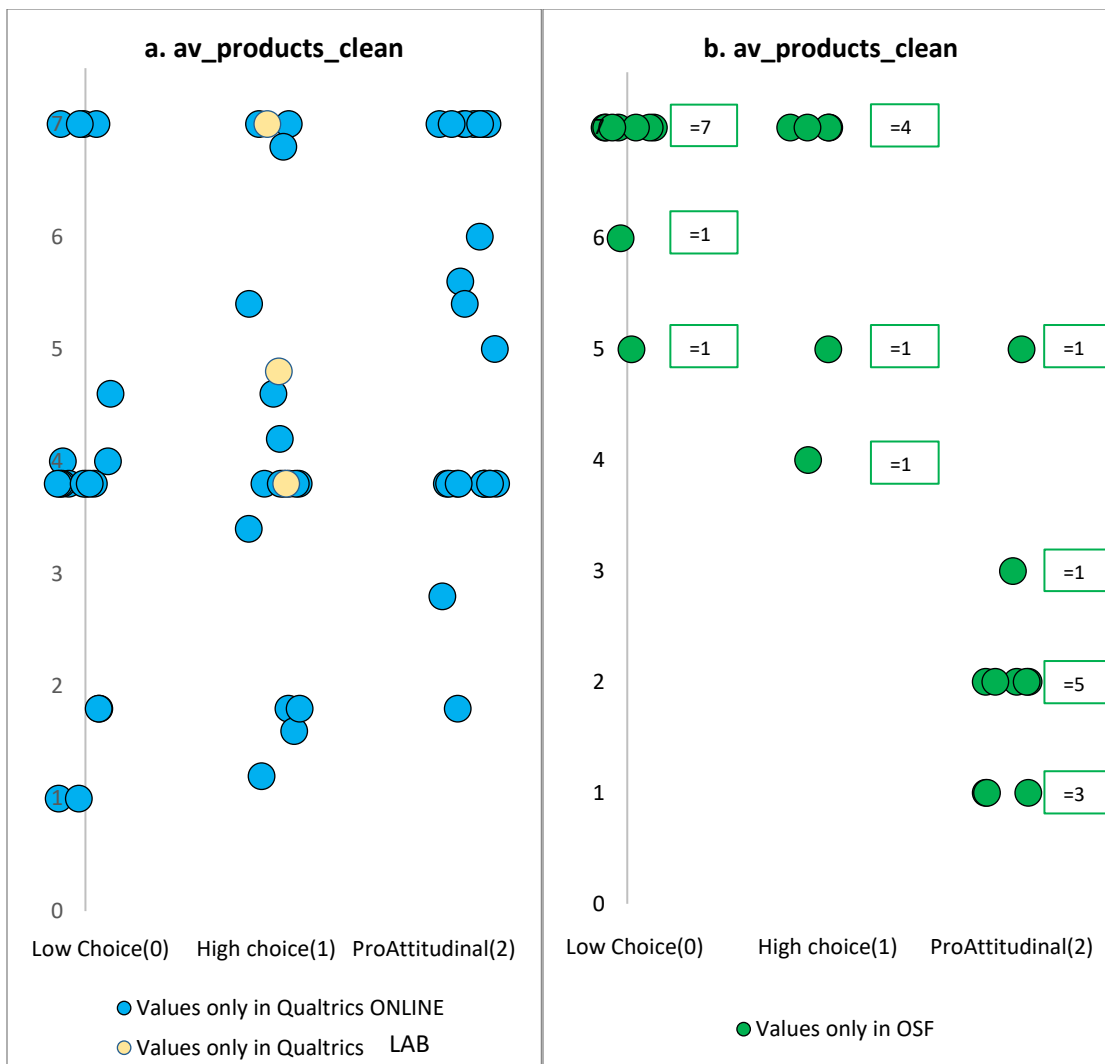 a. av_products_clean
7
6
5
4
3
2
1
0
Low Choice(0) High choice(1) ProAttitudinal(2)
Values only in Qualtrics ONLINE
Values only in Qualtrics LAB
b. av_products_clean
7 =7 =4
6 =1
5 =1 =1 =1
4 =1
3 =1
2 =5
1 =3
0
Low Choice(0) High choice(1) ProAttitudinal(2)
Values only in OSF